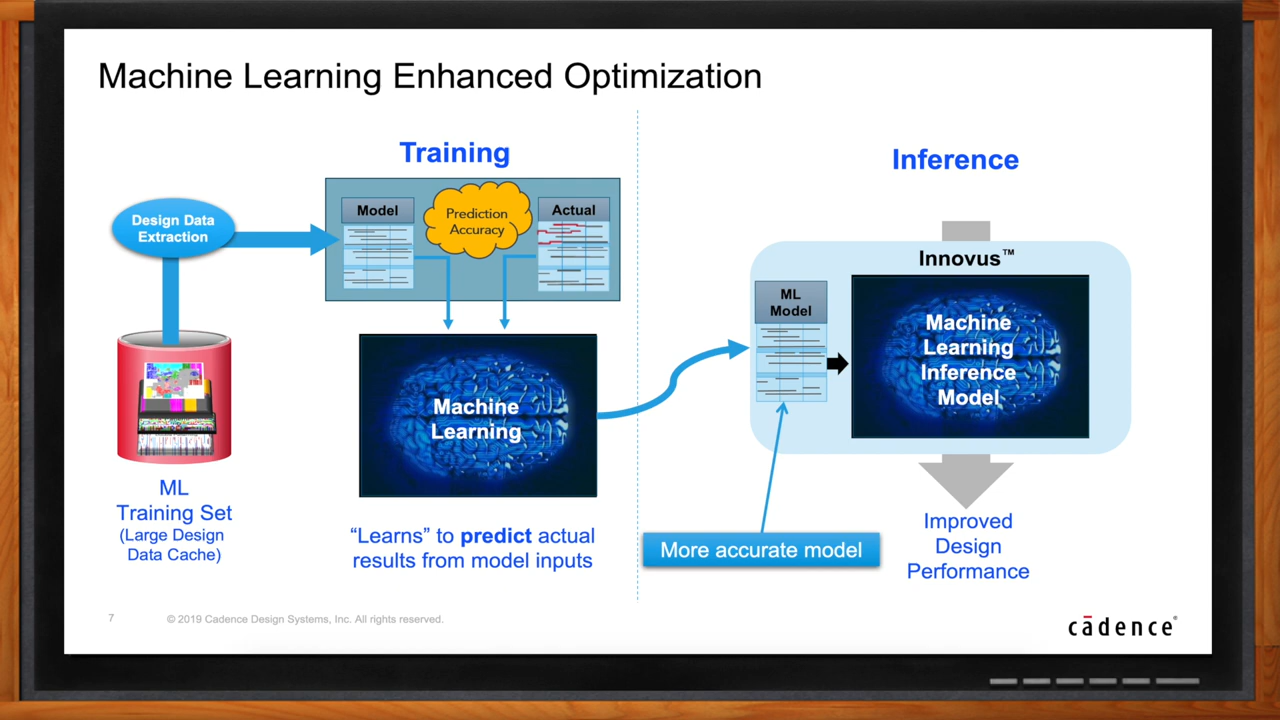 Machine Learning Enhanced Optimization
Training
Design Data
Extraction
Model
Prediction
Accuracy
Actual
Machine
Learning
ML
Training Set
(Large Design
Data Cache)
“Learns” to predict actual
results from model inputs
Inference
Innovus™
ML
Model
Machine
Learning
Inference
Model
More accurate model
Improved
Design
Performance
7
© 2019 Cadence Design Systems, Inc. All rights reserved.
cādence®